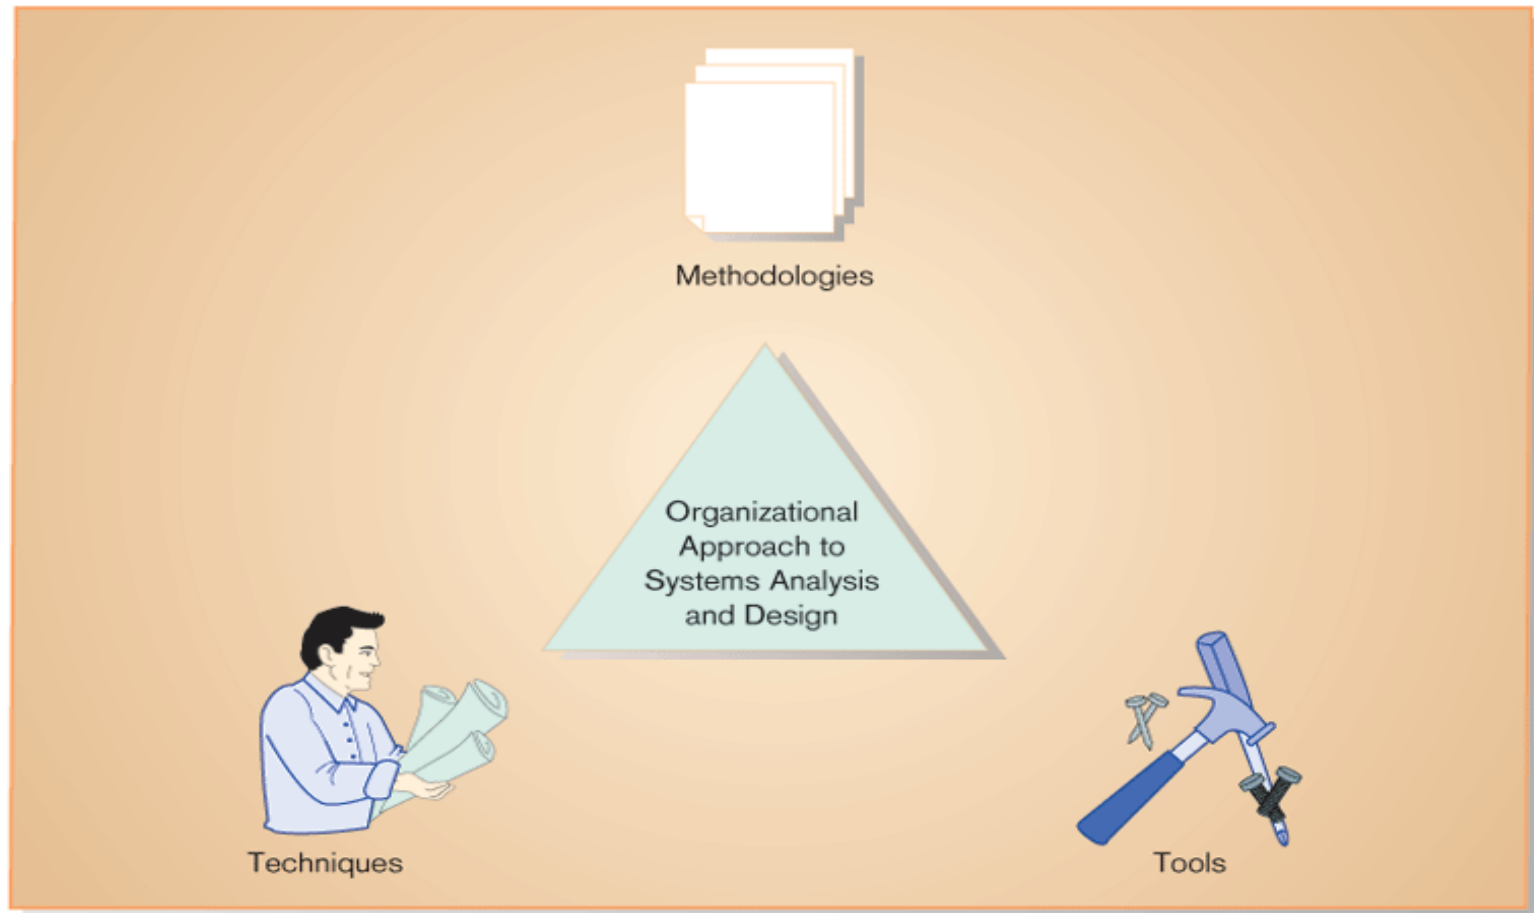 Methodologies
Organizational
Approach to
Systems Analysis
and Design
Techniques
Tools